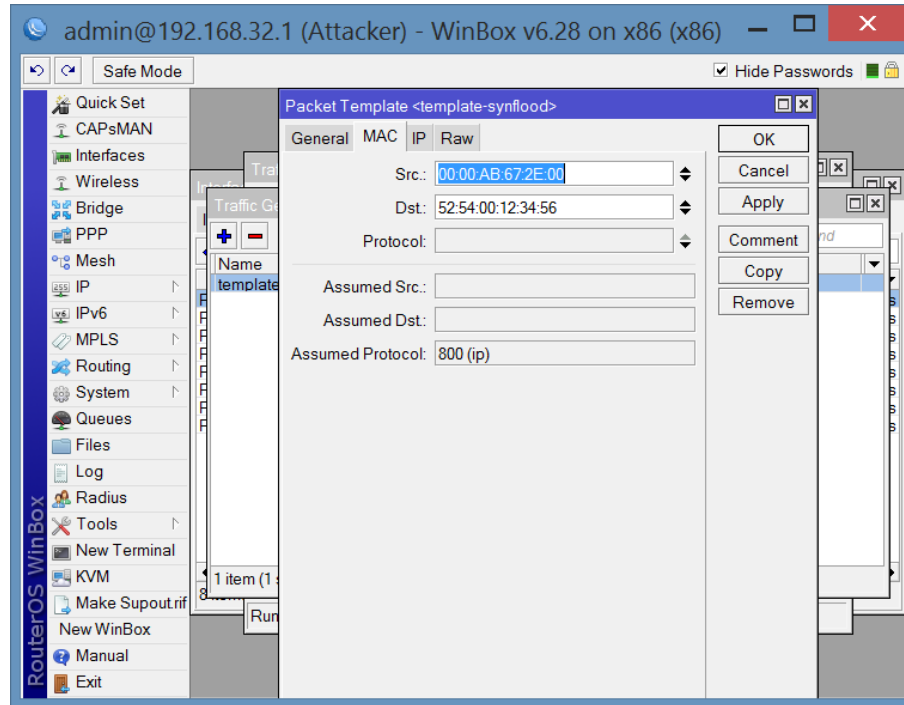 admin@192.168.32.1 (Attacker) - WinBox v6.28 on x86 (x86)
Safe Mode
Hide Passwords
Quick Set
CAPsMAN
Interfaces
Wireless
Bridge
PPP
Mesh
IP
IPv6
MPLS
Routing
System
Queues
Files
Log
Radius
Tools
New Terminal
KVM
Make Supout.rif
New WinBox
Manual
Exit
RouterOS WinBox
Traffic Ge
Name
template
1 item (1
Run
Packet Template <template-synflood>
General MAC IP Raw
Src.: 00:00:AB:67:2E:00
Dst.: 52:54:00:12:34:56
Protocol:
Assumed Src.:
Assumed Dst.:
Assumed Protocol: 800 (ip)
OK
Cancel
Apply
Comment
Copy
Remove